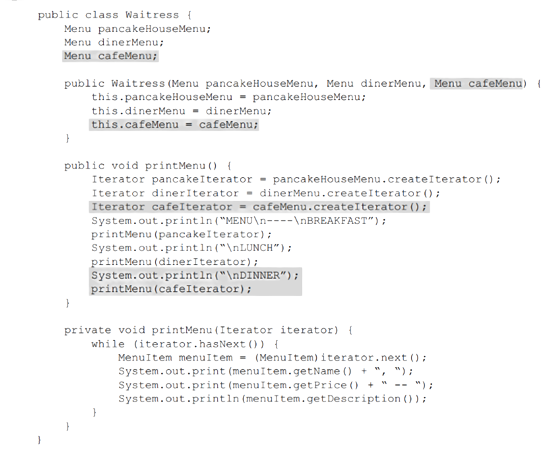 public class Waitress {
    Menu pancakeHouseMenu;
    Menu dinerMenu;
    Menu cafeMenu;

    public Waitress(Menu pancakeHouseMenu, Menu dinerMenu, Menu cafeMenu) {
        this.pancakeHouseMenu = pancakeHouseMenu;
        this.dinerMenu = dinerMenu;
        this.cafeMenu = cafeMenu;
    }

    public void printMenu() {
        Iterator pancakeIterator = pancakeHouseMenu.createIterator();
        Iterator dinerIterator = dinerMenu.createIterator();
        Iterator cafeIterator = cafeMenu.createIterator();
        System.out.println(“MENU\n----\nBREAKFAST”);
        printMenu(pancakeIterator);
        System.out.println(“\nLUNCH”);
        printMenu(dinerIterator);
        System.out.println(“\nDINNER”);
        printMenu(cafeIterator);
    }

    private void printMenu(Iterator iterator) {
        while (iterator.hasNext()) {
            MenuItem menuItem = (MenuItem)iterator.next();
            System.out.print(menuItem.getName() + “, “);
            System.out.print(menuItem.getPrice() + “ -- “);
            System.out.println(menuItem.getDescription());
        }
    }
}